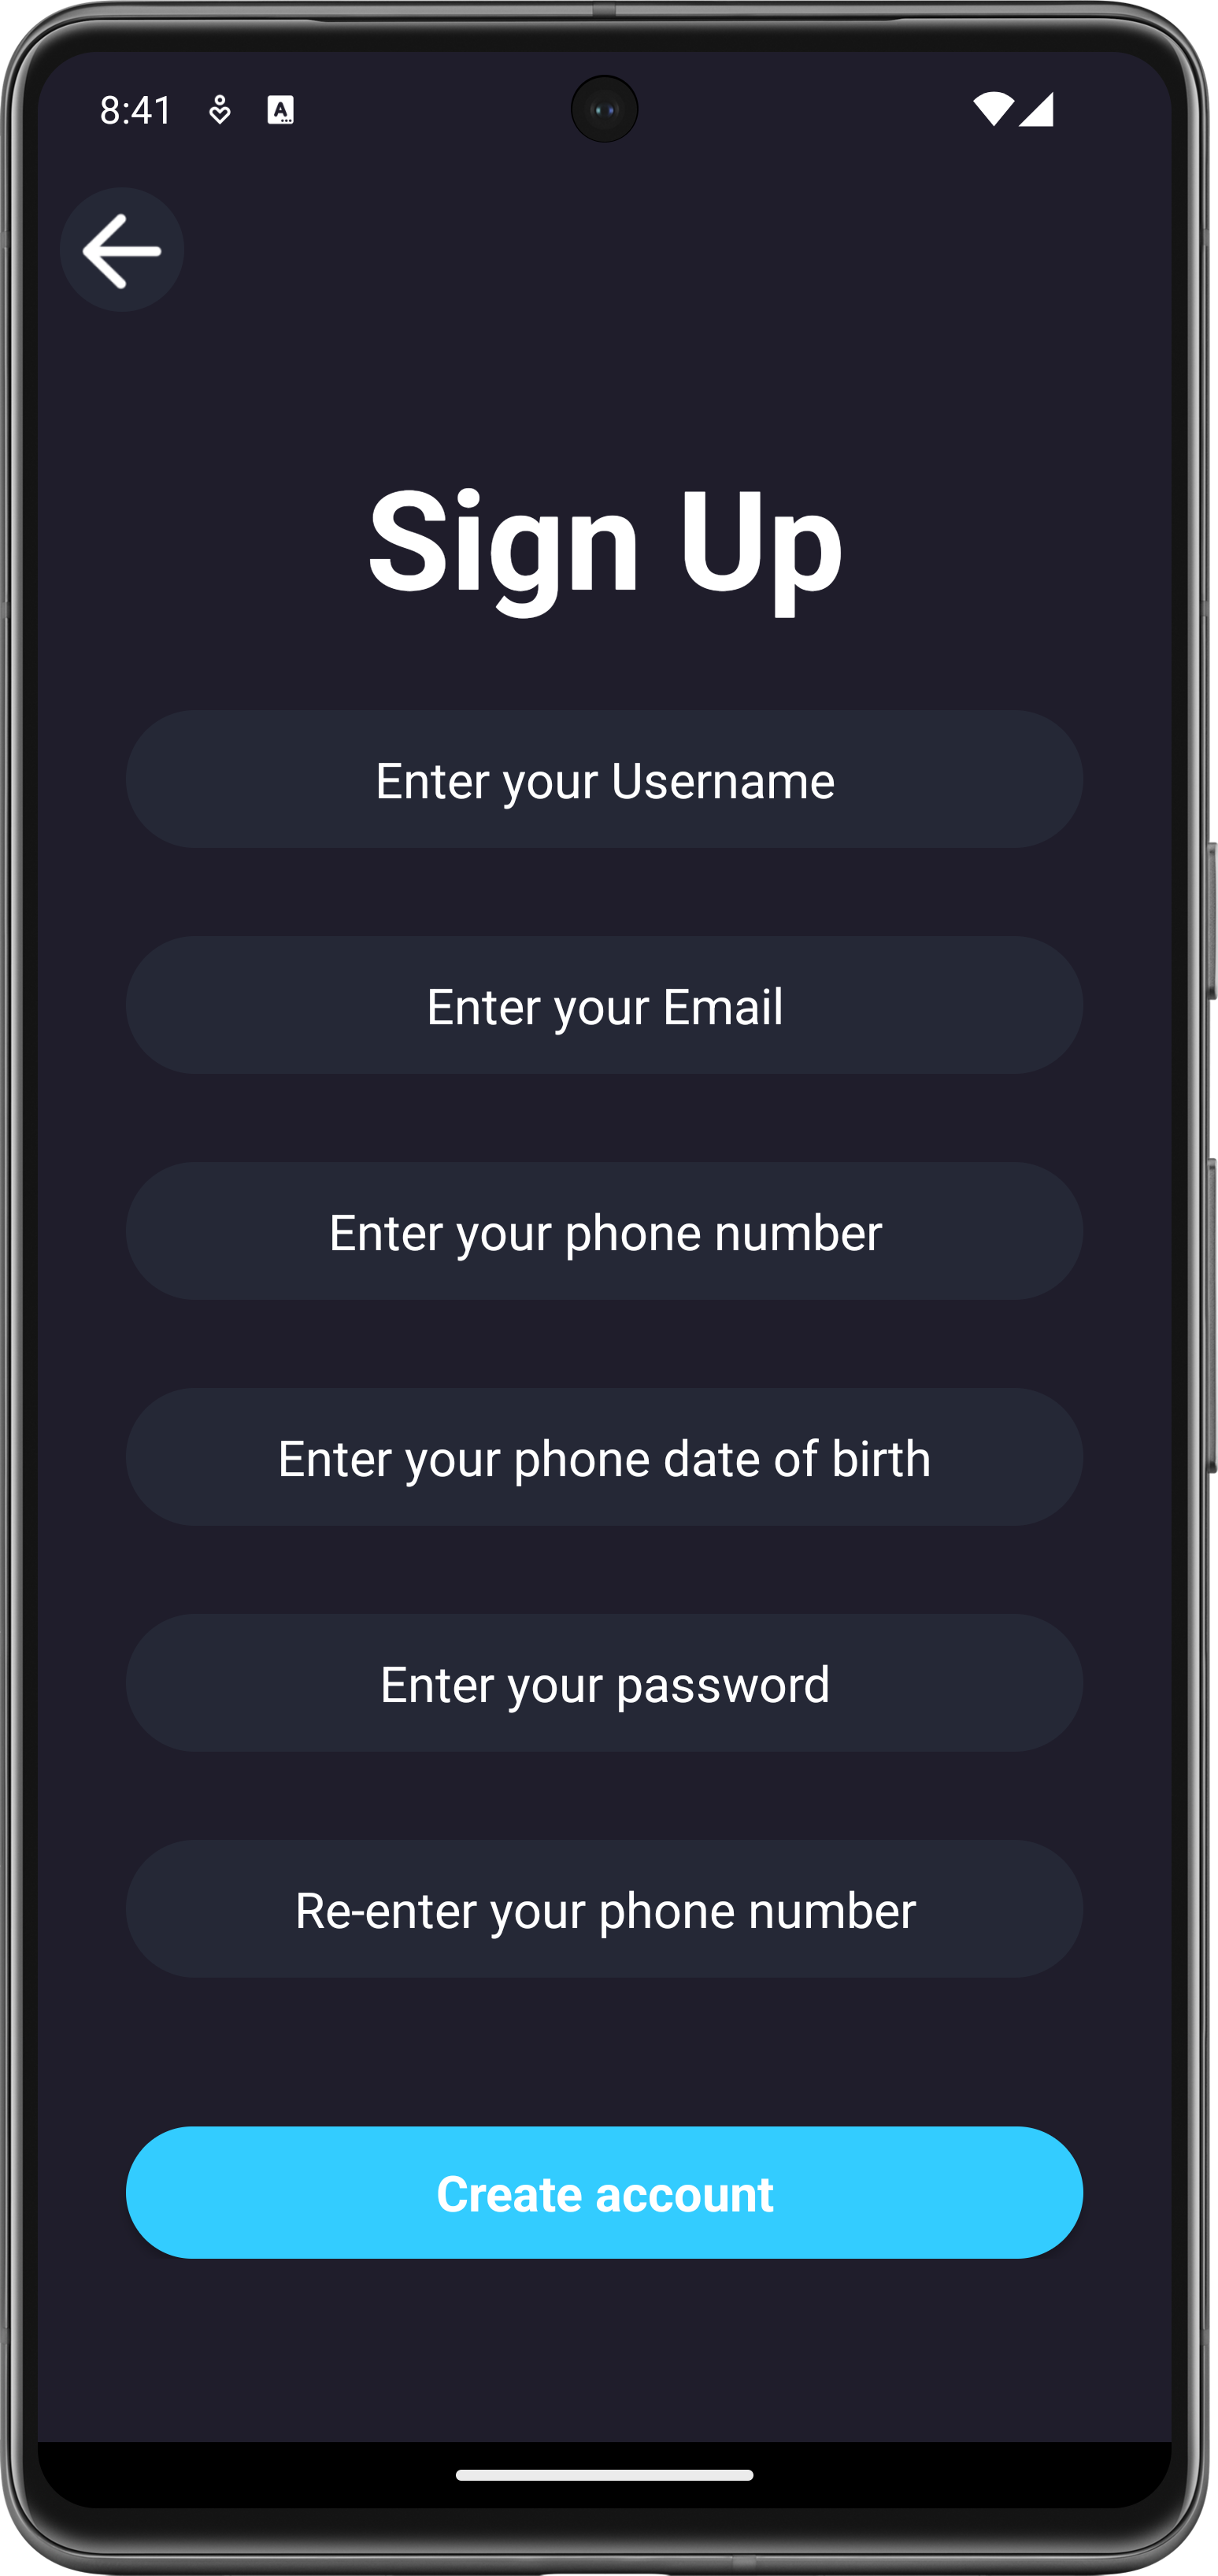 8:41
Sign Up
Enter your Username
Enter your Email
Enter your phone number
Enter your phone date of birth
Enter your password
Re-enter your phone number
Create account